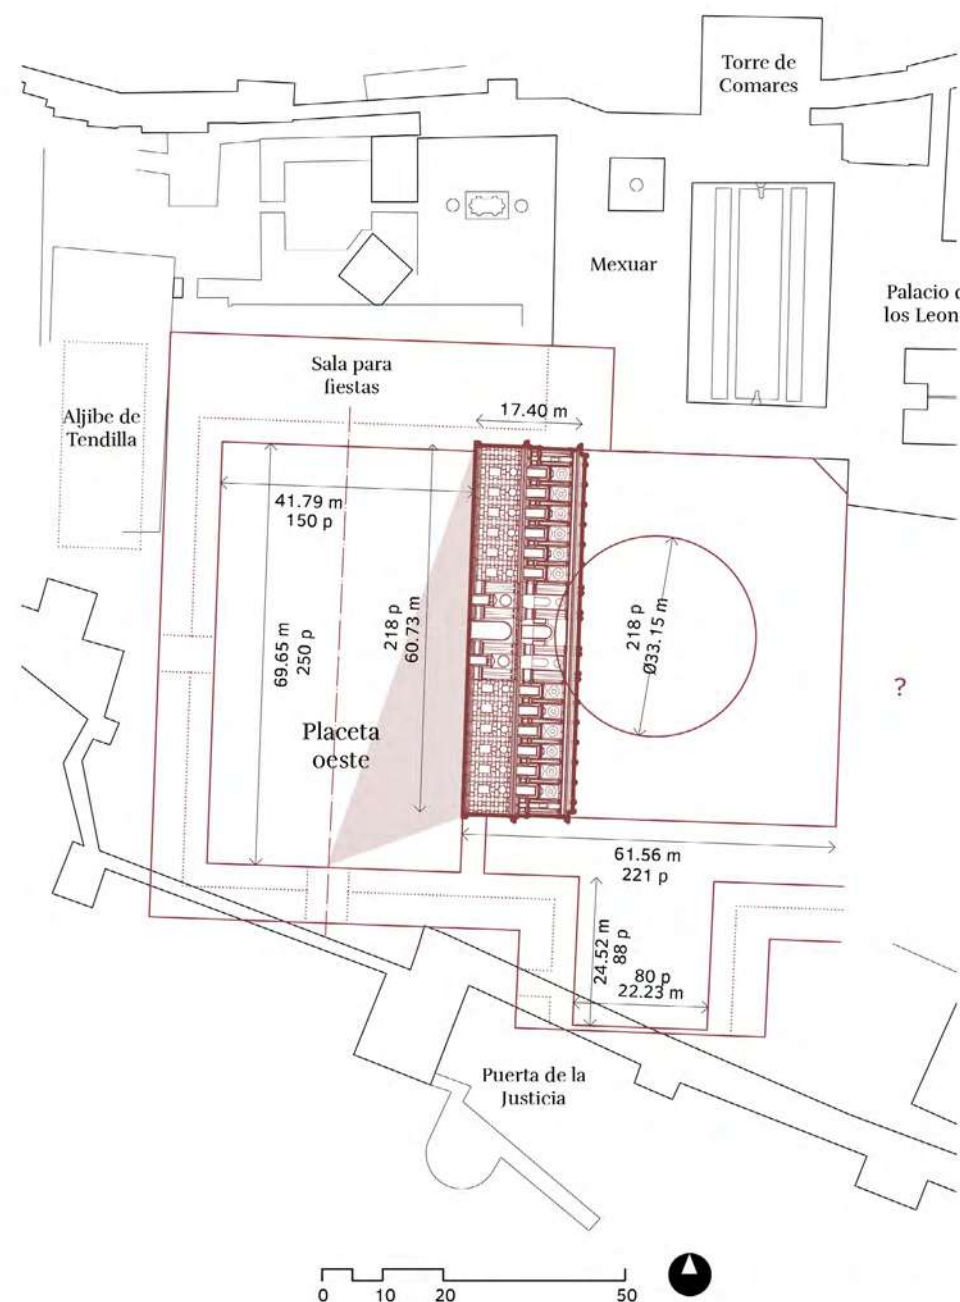 Torre de
Comares
Mexuar
Palacio d
los Leon
Sala para
fiestas
17.40 m
Aljibe de
Tendilla
41.79 m
150 p
69.65 m
250 p
218 p
60.73 m
218 p
Ø33.15 m
?
Placeta
oeste
61.56 m
221 p
24.52 m
88 p
80 p
22.23 m
Puerta de la
Justicia
0 10 20 50